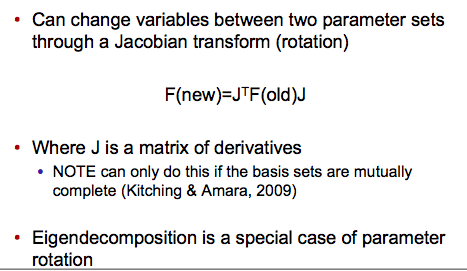 • Can change variables between two parameter sets
through a Jacobian transform (rotation)
F(new)=JᵀF(old)J
• Where J is a matrix of derivatives
• NOTE can only do this if the basis sets are mutually
complete (Kitching & Amara, 2009)
• Eigendecomposition is a special case of parameter
rotation